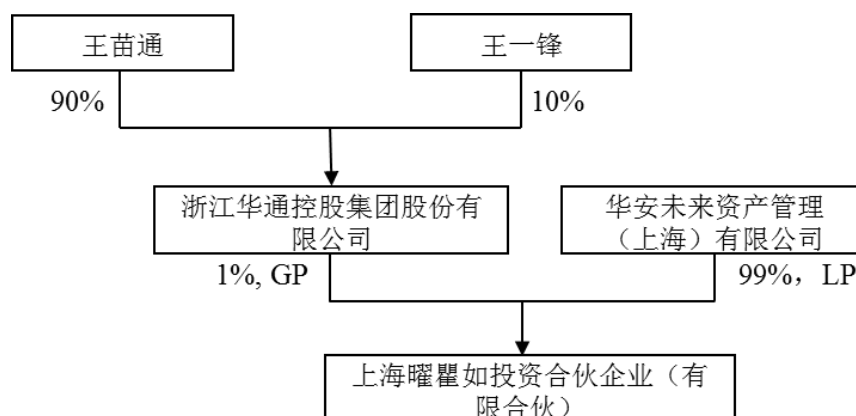 王苗通
王一锋
90%
10%
浙江华通控股集团股份有
限公司
华安未来资产管理
（上海）有限公司
1%, GP
99%，LP
上海曜瞿如投资合伙企业（有
限合伙）